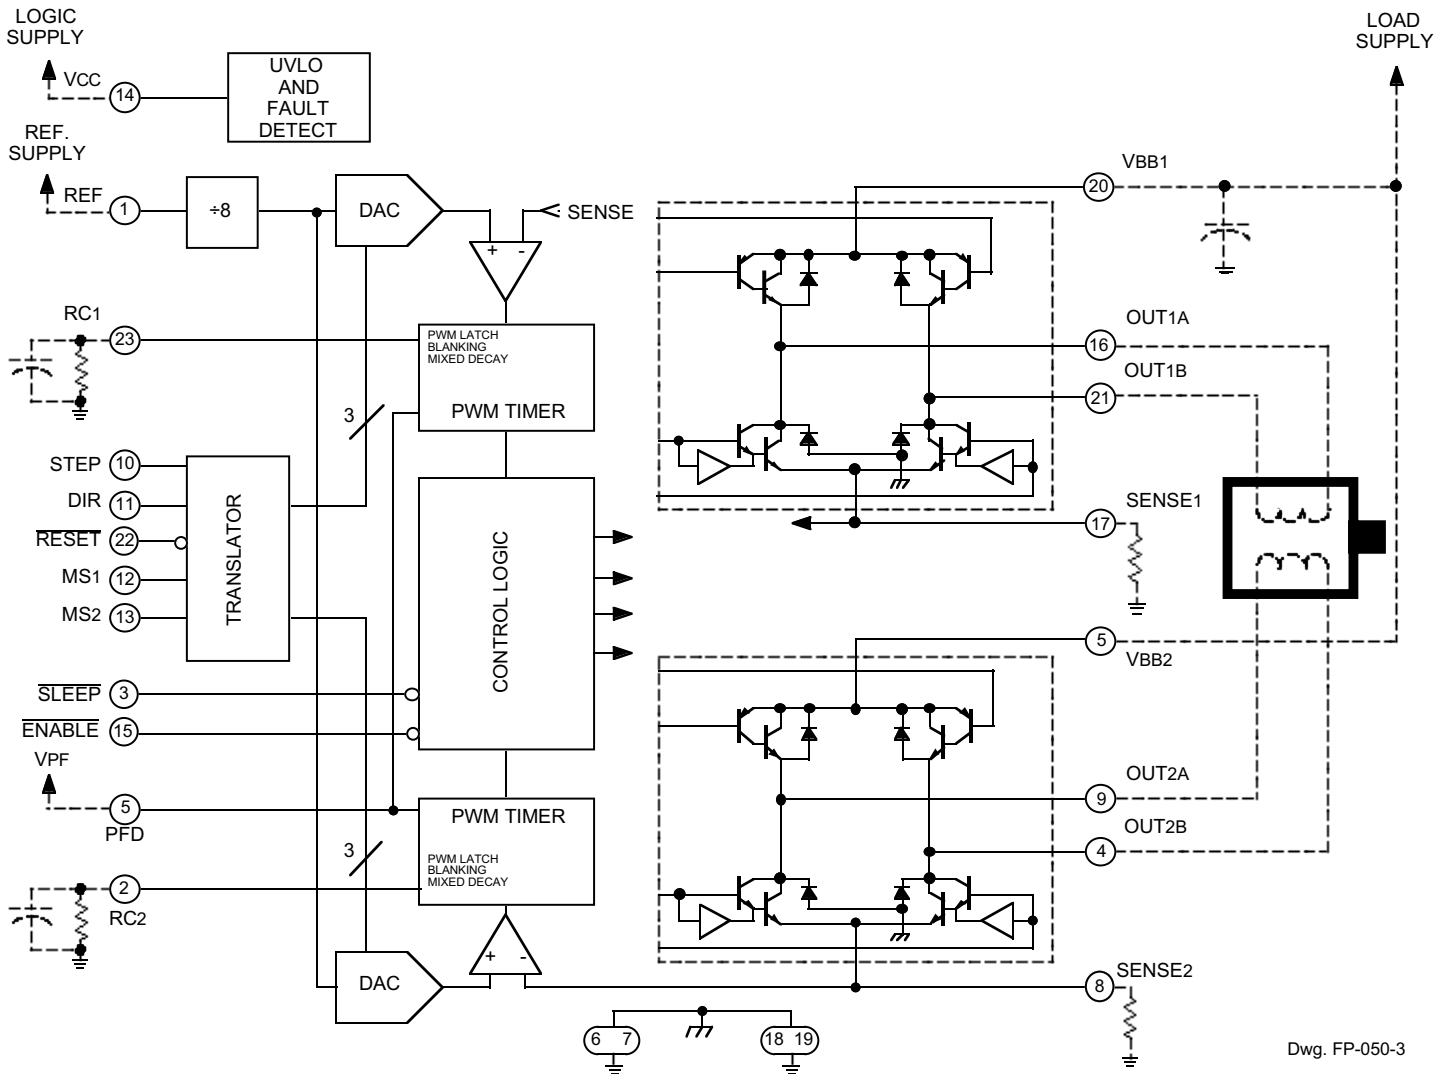 LOGIC
SUPPLY
VCC
14
UVLO
AND
FAULT
DETECT
LOAD
SUPPLY
REF.
SUPPLY
REF
1
÷8
DAC
+ -
SENSE
20
VBB1
RC1
23
PWM LATCH
BLANKING
MIXED DECAY
PWM TIMER
3
16
OUT1A
21
OUT1B
STEP
10
DIR
11
RESET
22
MS1
12
MS2
13
TRANSLATOR
CONTROL LOGIC
SENSE1
17
5
VBB2
SLEEP
3
ENABLE
15
VPF
5
PFD
PWM TIMER
PWM LATCH
BLANKING
MIXED DECAY
3
OUT2A
9
OUT2B
4
2
RC2
DAC
+ -
SENSE2
8
6 7
18 19
Dwg. FP-050-3